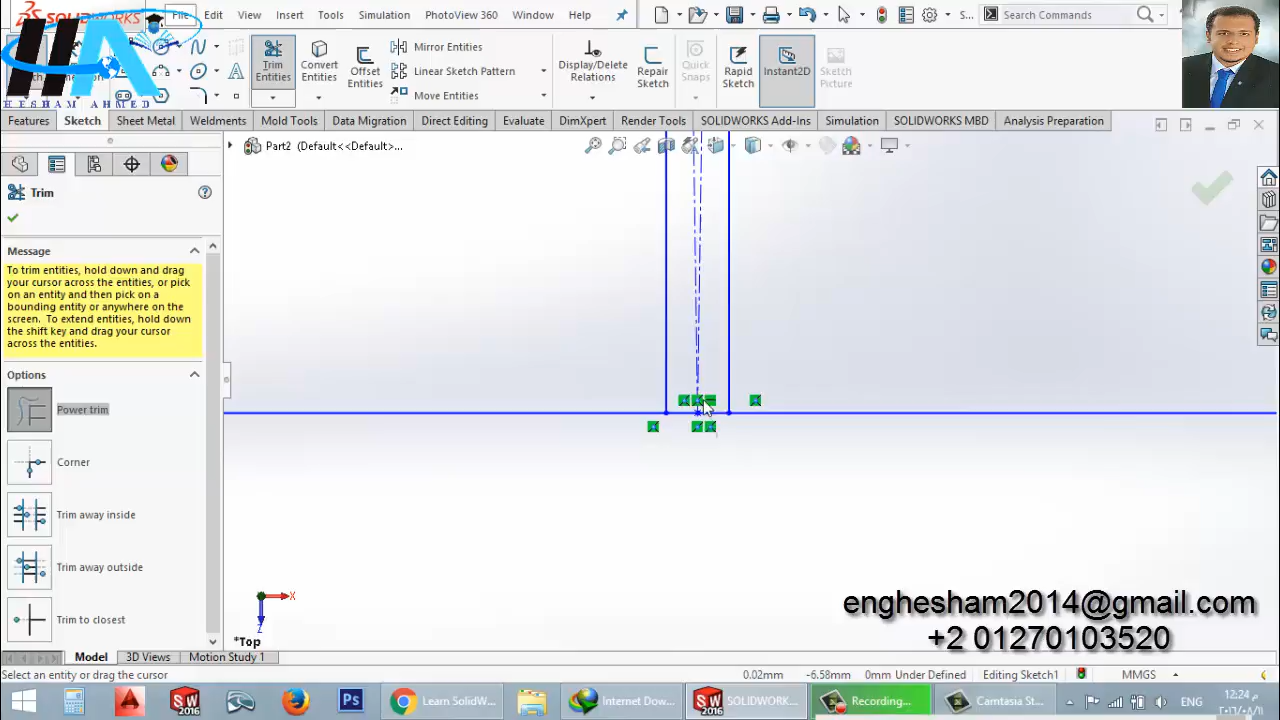 SOLIDWORKS File Edit View Insert Tools Simulation PhotoView 360 Window Help S... Search Commands
HA
HESHAM AHMED
Trim Entities
Convert Entities
Offset Entities
Mirror Entities
Linear Sketch Pattern
Move Entities
Display/Delete Relations
Repair Sketch
Quick Snaps
Rapid Sketch
Instant2D
Sketch Picture
Features Sketch Sheet Metal Weldments Mold Tools Data Migration Direct Editing Evaluate DimXpert Render Tools SOLIDWORKS Add-Ins Simulation SOLIDWORKS MBD Analysis Preparation
Part2 (Default<<Default>...
Trim
Message
To trim entities, hold down and drag
your cursor across the entities, or pick
on an entity and then pick on a
bounding entity or anywhere on the
screen. To extend entities, hold down
the shift key and drag your cursor
across the entities.
Options
Power trim
Corner
Trim away inside
Trim away outside
Trim to closest
X
Z
*Top
enghesham2014@gmail.com
+2 01270103520
Model 3D Views Motion Study 1
Select an entity or drag the cursor 0.02mm -6.58mm 0mm Under Defined Editing Sketch1 MMGS
2016 Ps Learn SolidW... Internet Dow... SW 2016 SOLIDWORKS... Recording... Camtasia St... ENG 12:24